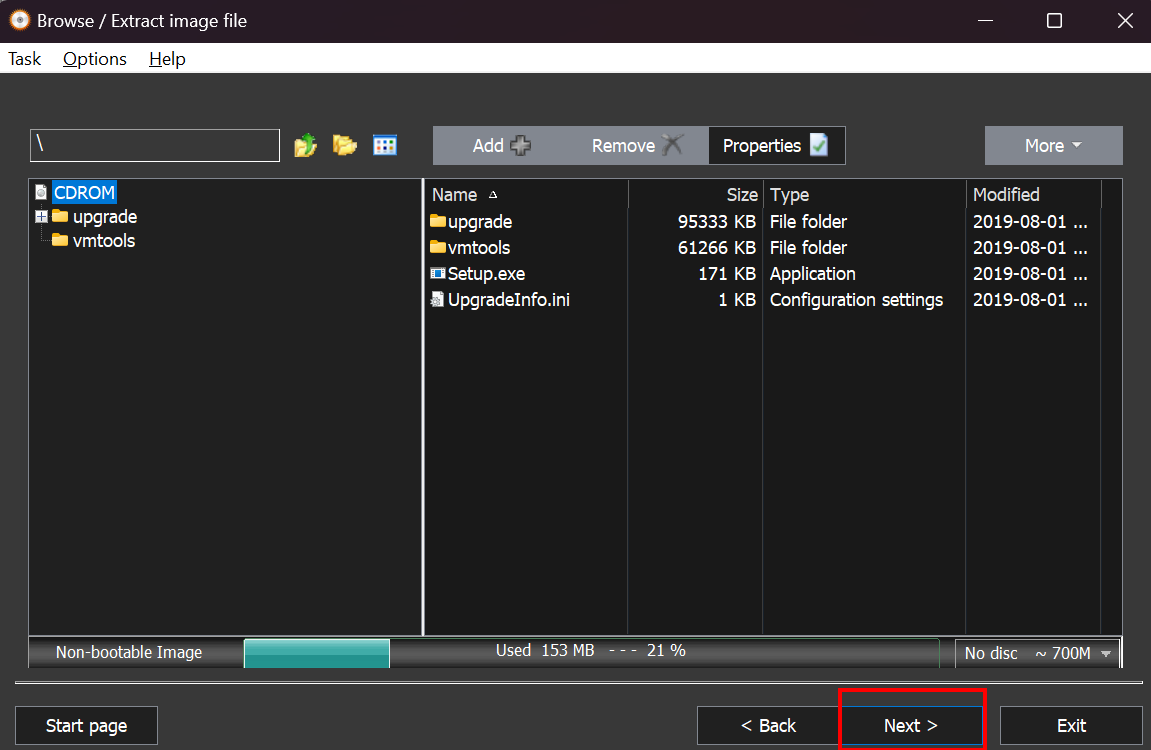 Browse / Extract image file
Task Options Help
\
Add Remove Properties More
CDROM
upgrade
vmtools
Name Size Type Modified
upgrade 95333 KB File folder 2019-08-01 ...
vmtools 61266 KB File folder 2019-08-01 ...
Setup.exe 171 KB Application 2019-08-01 ...
UpgradeInfo.ini 1 KB Configuration settings 2019-08-01 ...
Non-bootable Image Used 153 MB --- 21 % No disc ~ 700M
Start page < Back Next > Exit